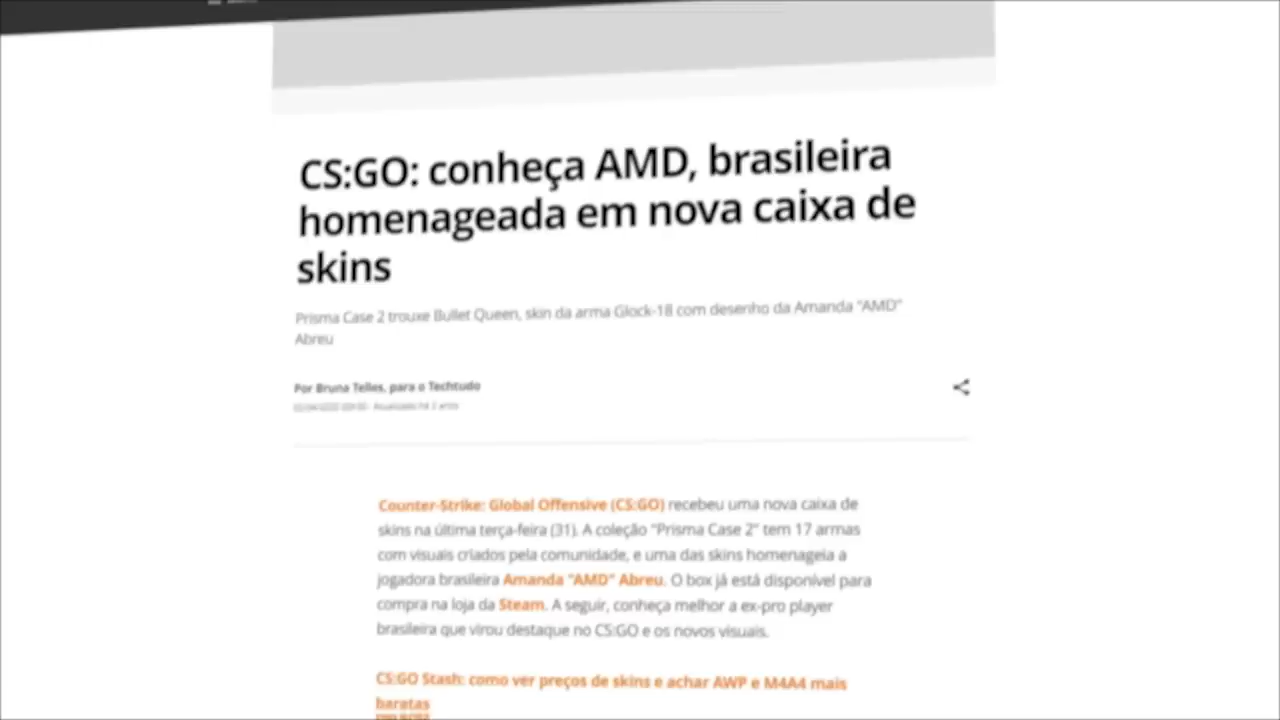 CS:GO: conheça AMD, brasileira
homenageada em nova caixa de
skins
Prisma Case 2 trouxe Bullet Queen, skin da arma Glock-18 com desenho da Amanda "AMD"
Abreu
Por Bruna Telles, para o Techtudo
Atualizado há 2 anos
Counter-Strike: Global Offensive (CS:GO) recebeu uma nova caixa de
skins na última terça-feira (31). A coleção "Prisma Case 2" tem 17 armas
com visuais criados pela comunidade, e uma das skins homenageia a
jogadora brasileira Amanda "AMD" Abreu. O box já está disponível para
compra na loja da Steam. A seguir, conheça melhor a ex-pro player
brasileira que virou destaque no CS:GO e os novos visuais.
CS:GO Stash: como ver preços de skins e achar AWP e M4A4 mais
baratas